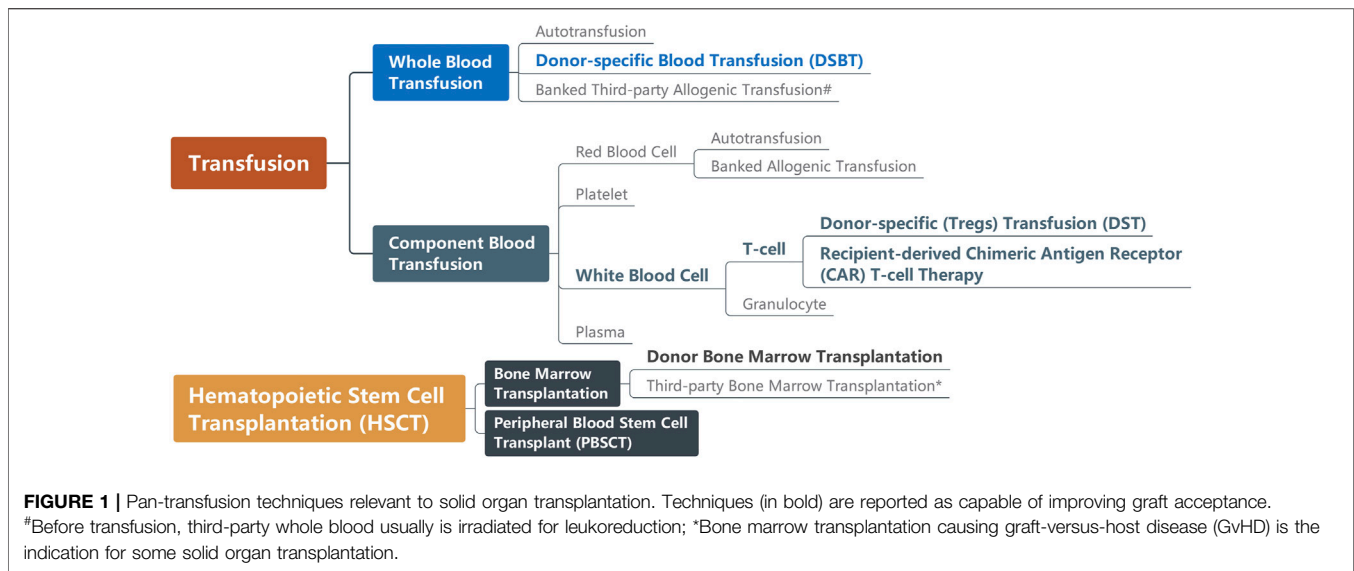 Autotransfusion
Whole Blood
Transfusion
Donor-specific Blood Transfusion (DSBT)
Banked Third-party Allogenic Transfusion#
Transfusion
Red Blood Cell
Autotransfusion
Banked Allogenic Transfusion
Platelet
Component Blood
Transfusion
White Blood Cell
T-cell
Donor-specific (Tregs) Transfusion (DST)
Recipient-derived Chimeric Antigen Receptor
(CAR) T-cell Therapy
Granulocyte
Plasma
Hematopoietic Stem Cell
Transplantation (HSCT)
Bone Marrow
Transplantation
Donor Bone Marrow Transplantation
Third-party Bone Marrow Transplantation*
Peripheral Blood Stem Cell
Transplant (PBSCT)
FIGURE 1 | Pan-transfusion techniques relevant to solid organ transplantation. Techniques (in bold) are reported as capable of improving graft acceptance.
#Before transfusion, third-party whole blood usually is irradiated for leukoreduction; *Bone marrow transplantation causing graft-versus-host disease (GvHD) is the
indication for some solid organ transplantation.